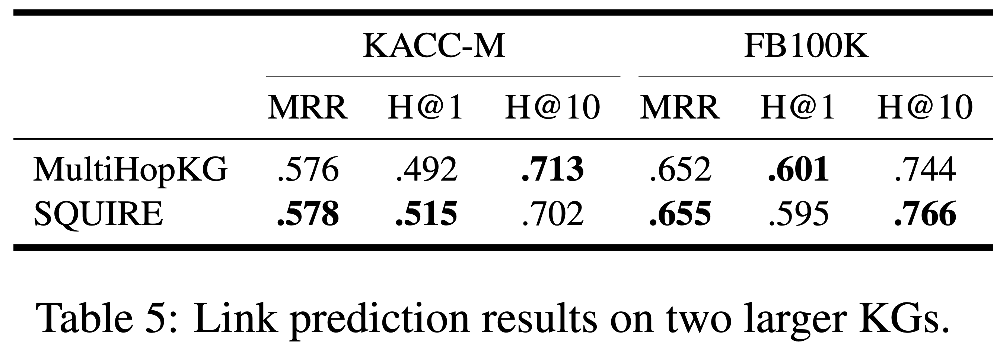 KACC-M FB100K
MRR H@1 H@10 MRR H@1 H@10
MultiHopKG .576 .492 .713 .652 .601 .744
SQUIRE .578 .515 .702 .655 .595 .766
Table 5: Link prediction results on two larger KGs.